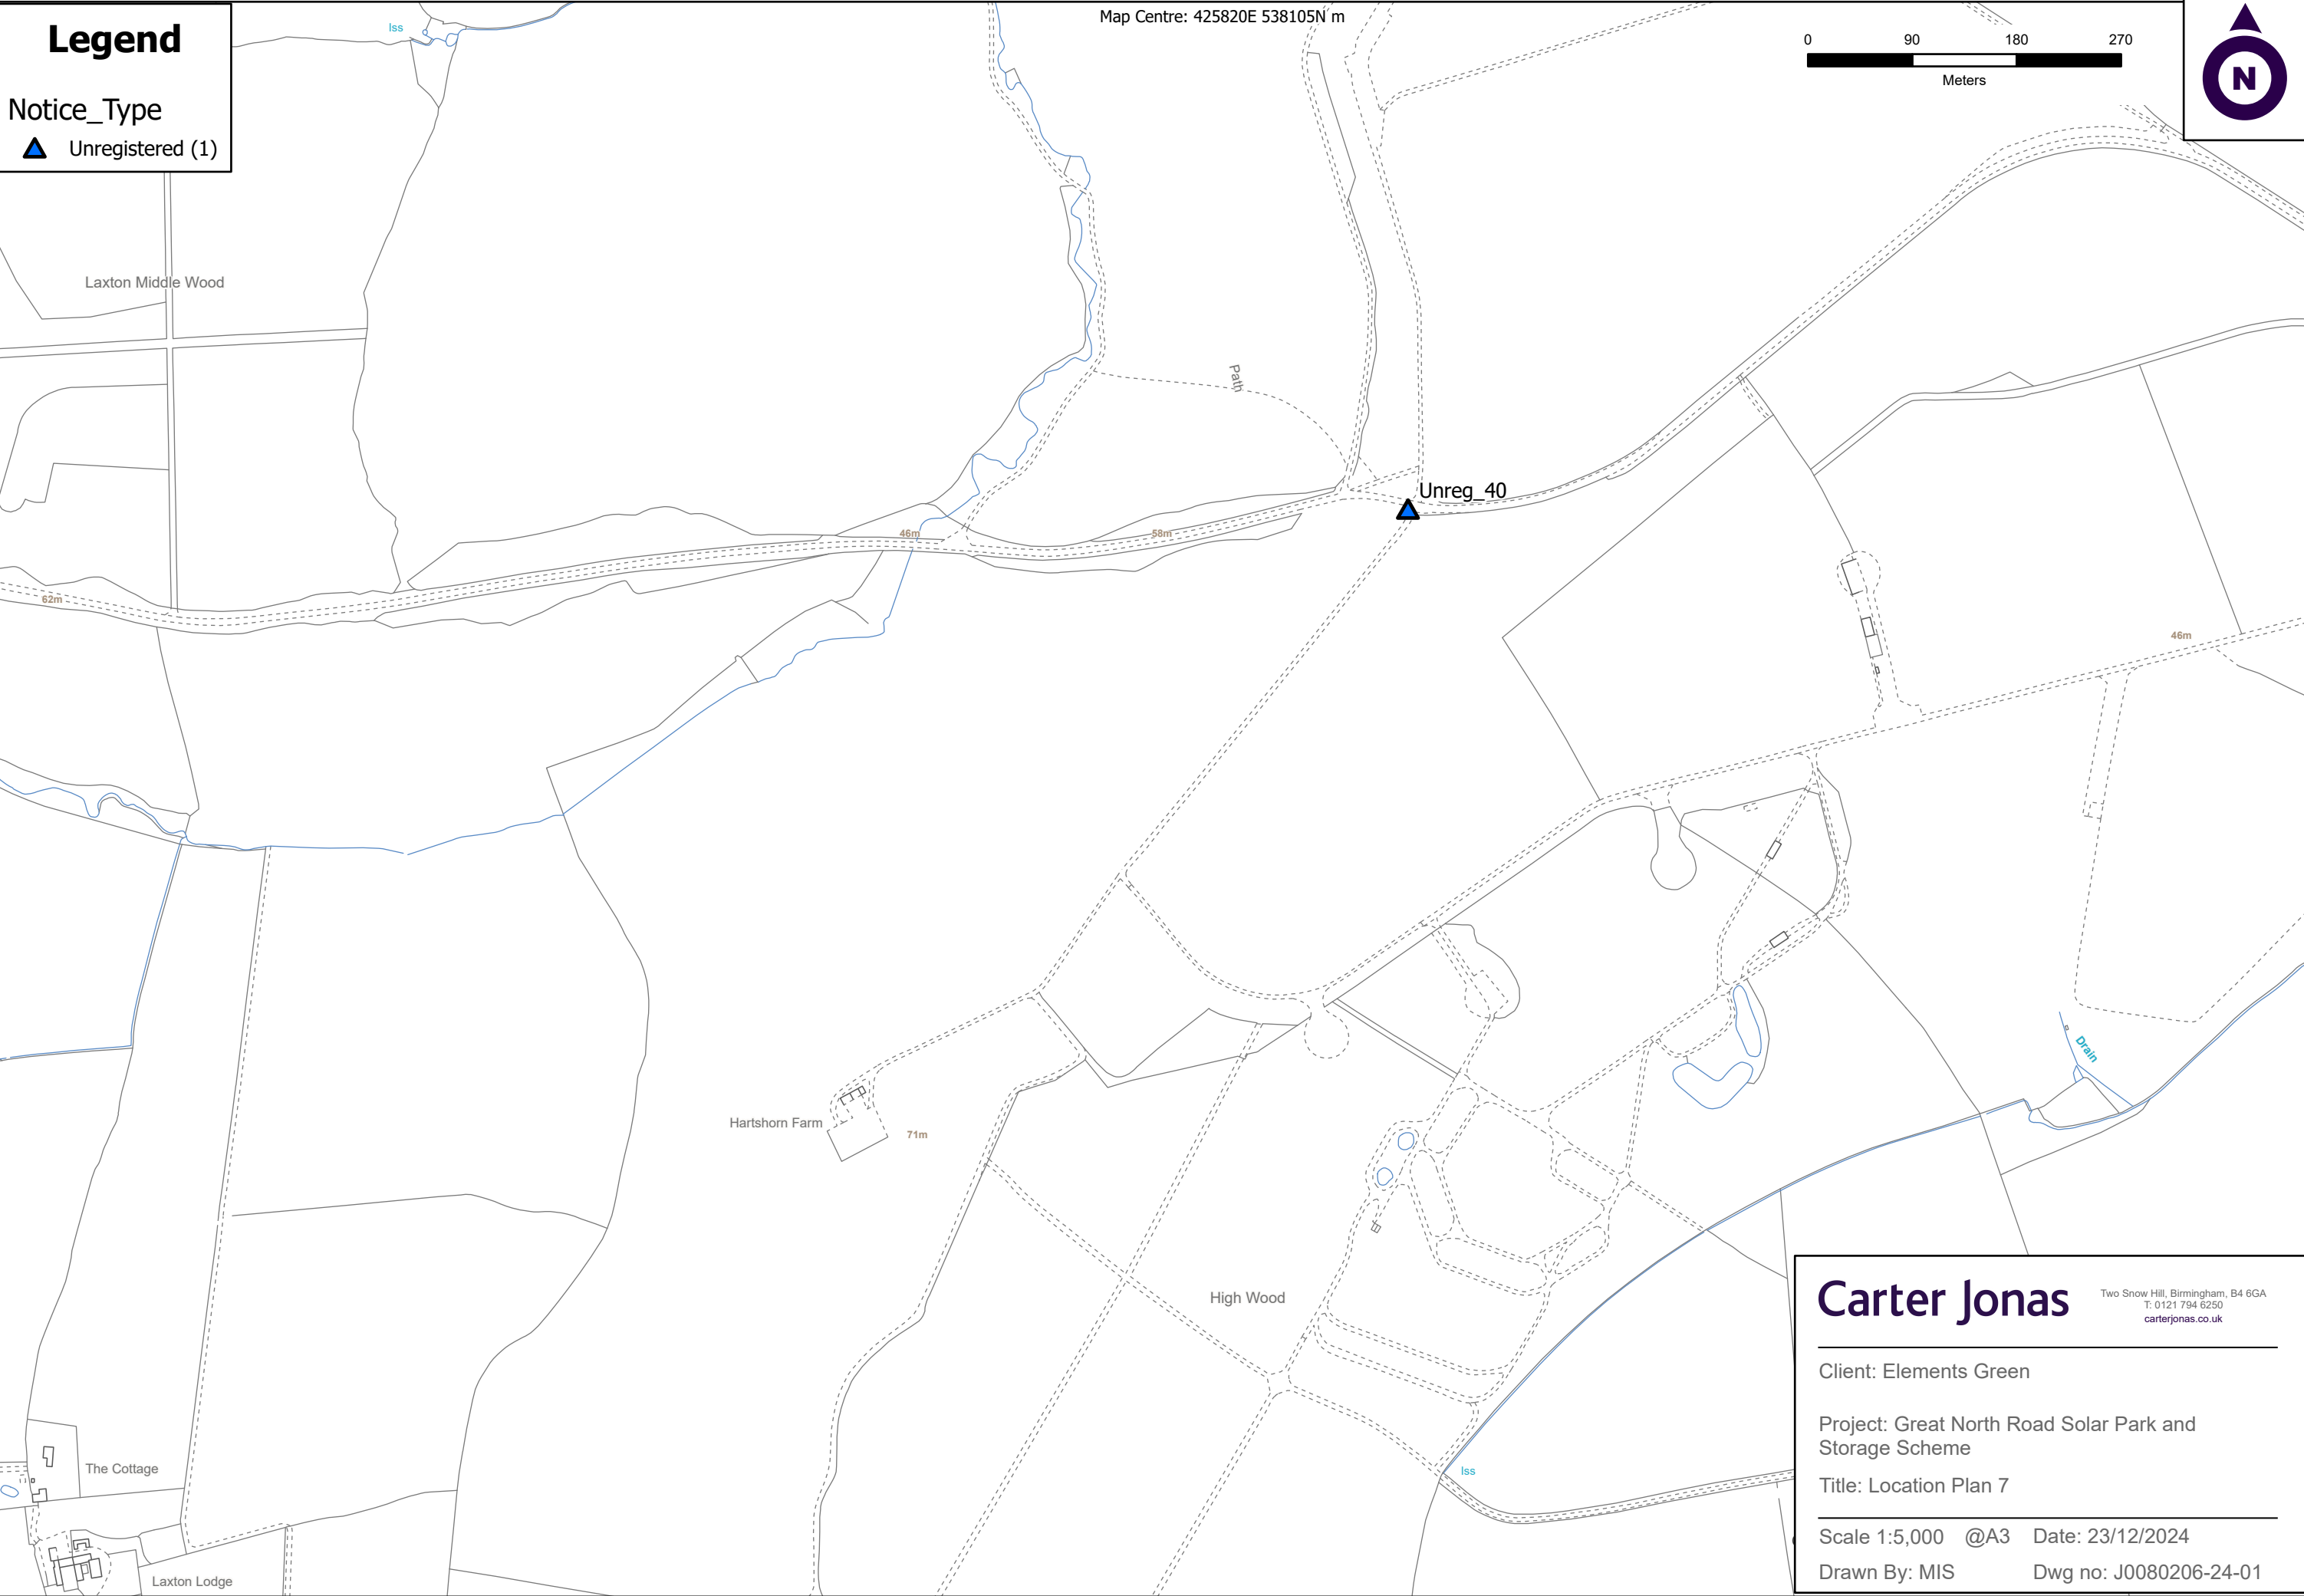 Legend
Notice_Type
Unregistered (1)
Map Centre: 425820E 538105N m
0 90 180 270
Meters
N
Iss
Laxton Middle Wood
Path
Unreg_40
46m
58m
62m
46m
Drain
Hartshorn Farm
71m
High Wood
Iss
The Cottage
Laxton Lodge
Carter Jonas
Two Snow Hill, Birmingham, B4 6GA
T: 0121 794 6250
carterjonas.co.uk
Client: Elements Green
Project: Great North Road Solar Park and
Storage Scheme
Title: Location Plan 7
Scale 1:5,000 @A3 Date: 23/12/2024
Drawn By: MIS Dwg no: J0080206-24-01